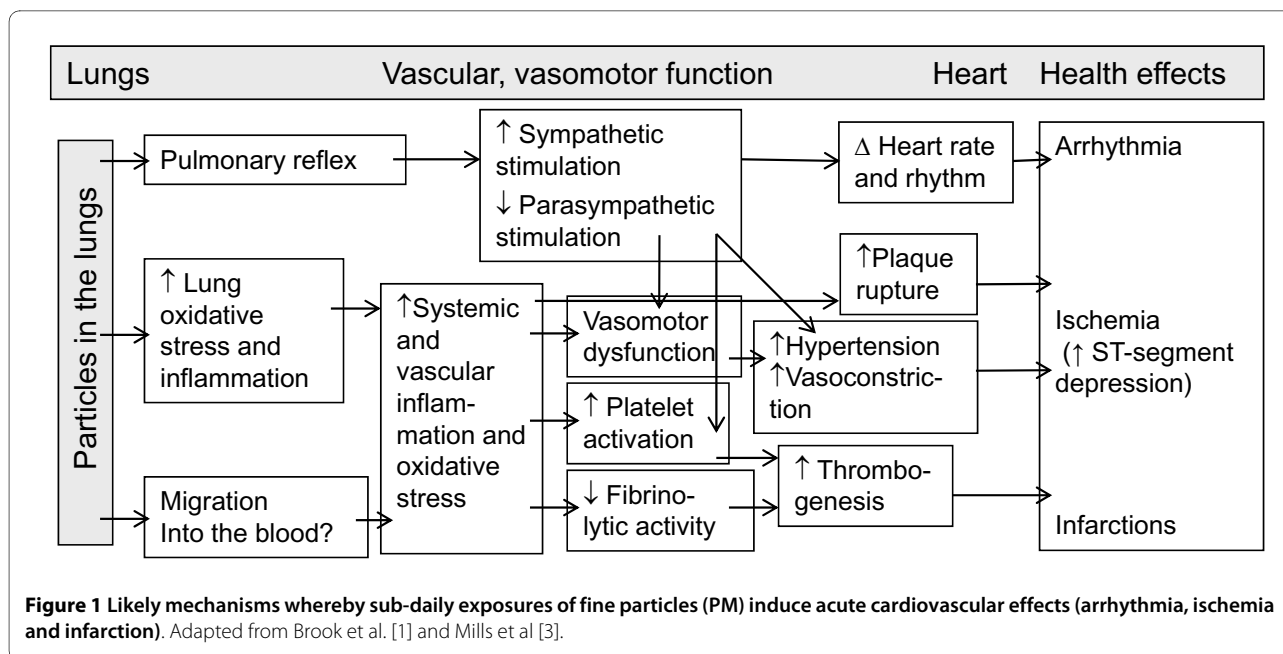 Lungs Vascular, vasomotor function Heart Health effects
Particles in the lungs
Pulmonary reflex
↑ Sympathetic
stimulation
↓ Parasympathetic
stimulation
Δ Heart rate
and rhythm
Arrhythmia
↑ Lung
oxidative
stress and
inflammation
↑Systemic
and
vascular
inflam-
mation and
oxidative
stress
Vasomotor
dysfunction
↑Plaque
rupture
↑Hypertension
↑Vasoconstric-
tion
Ischemia
(↑ ST-segment
depression)
↑ Platelet
activation
Migration
Into the blood?
↓ Fibrino-
lytic activity
↑ Thrombo-
genesis
Infarctions
Figure 1 Likely mechanisms whereby sub-daily exposures of fine particles (PM) induce acute cardiovascular effects (arrhythmia, ischemia
and infarction). Adapted from Brook et al. [1] and Mills et al [3].